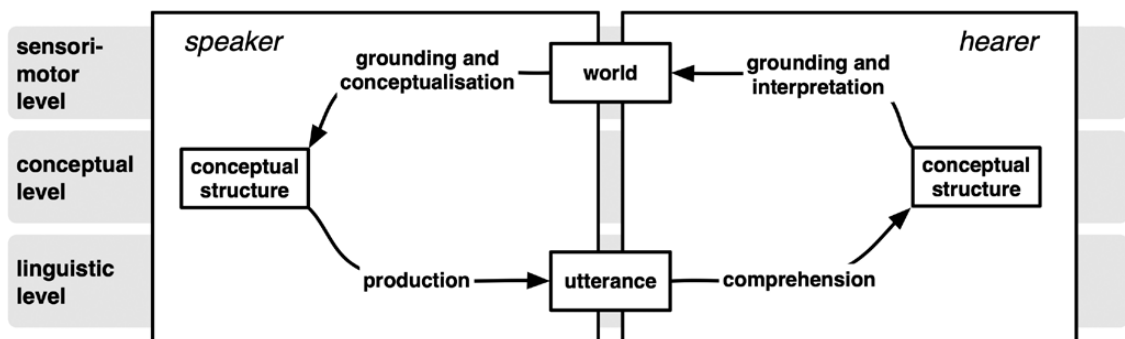 sensori-
motor
level
speaker
grounding and
conceptualisation
world
grounding and
interpretation
hearer
conceptual
level
conceptual
structure
conceptual
structure
linguistic
level
production
utterance
comprehension